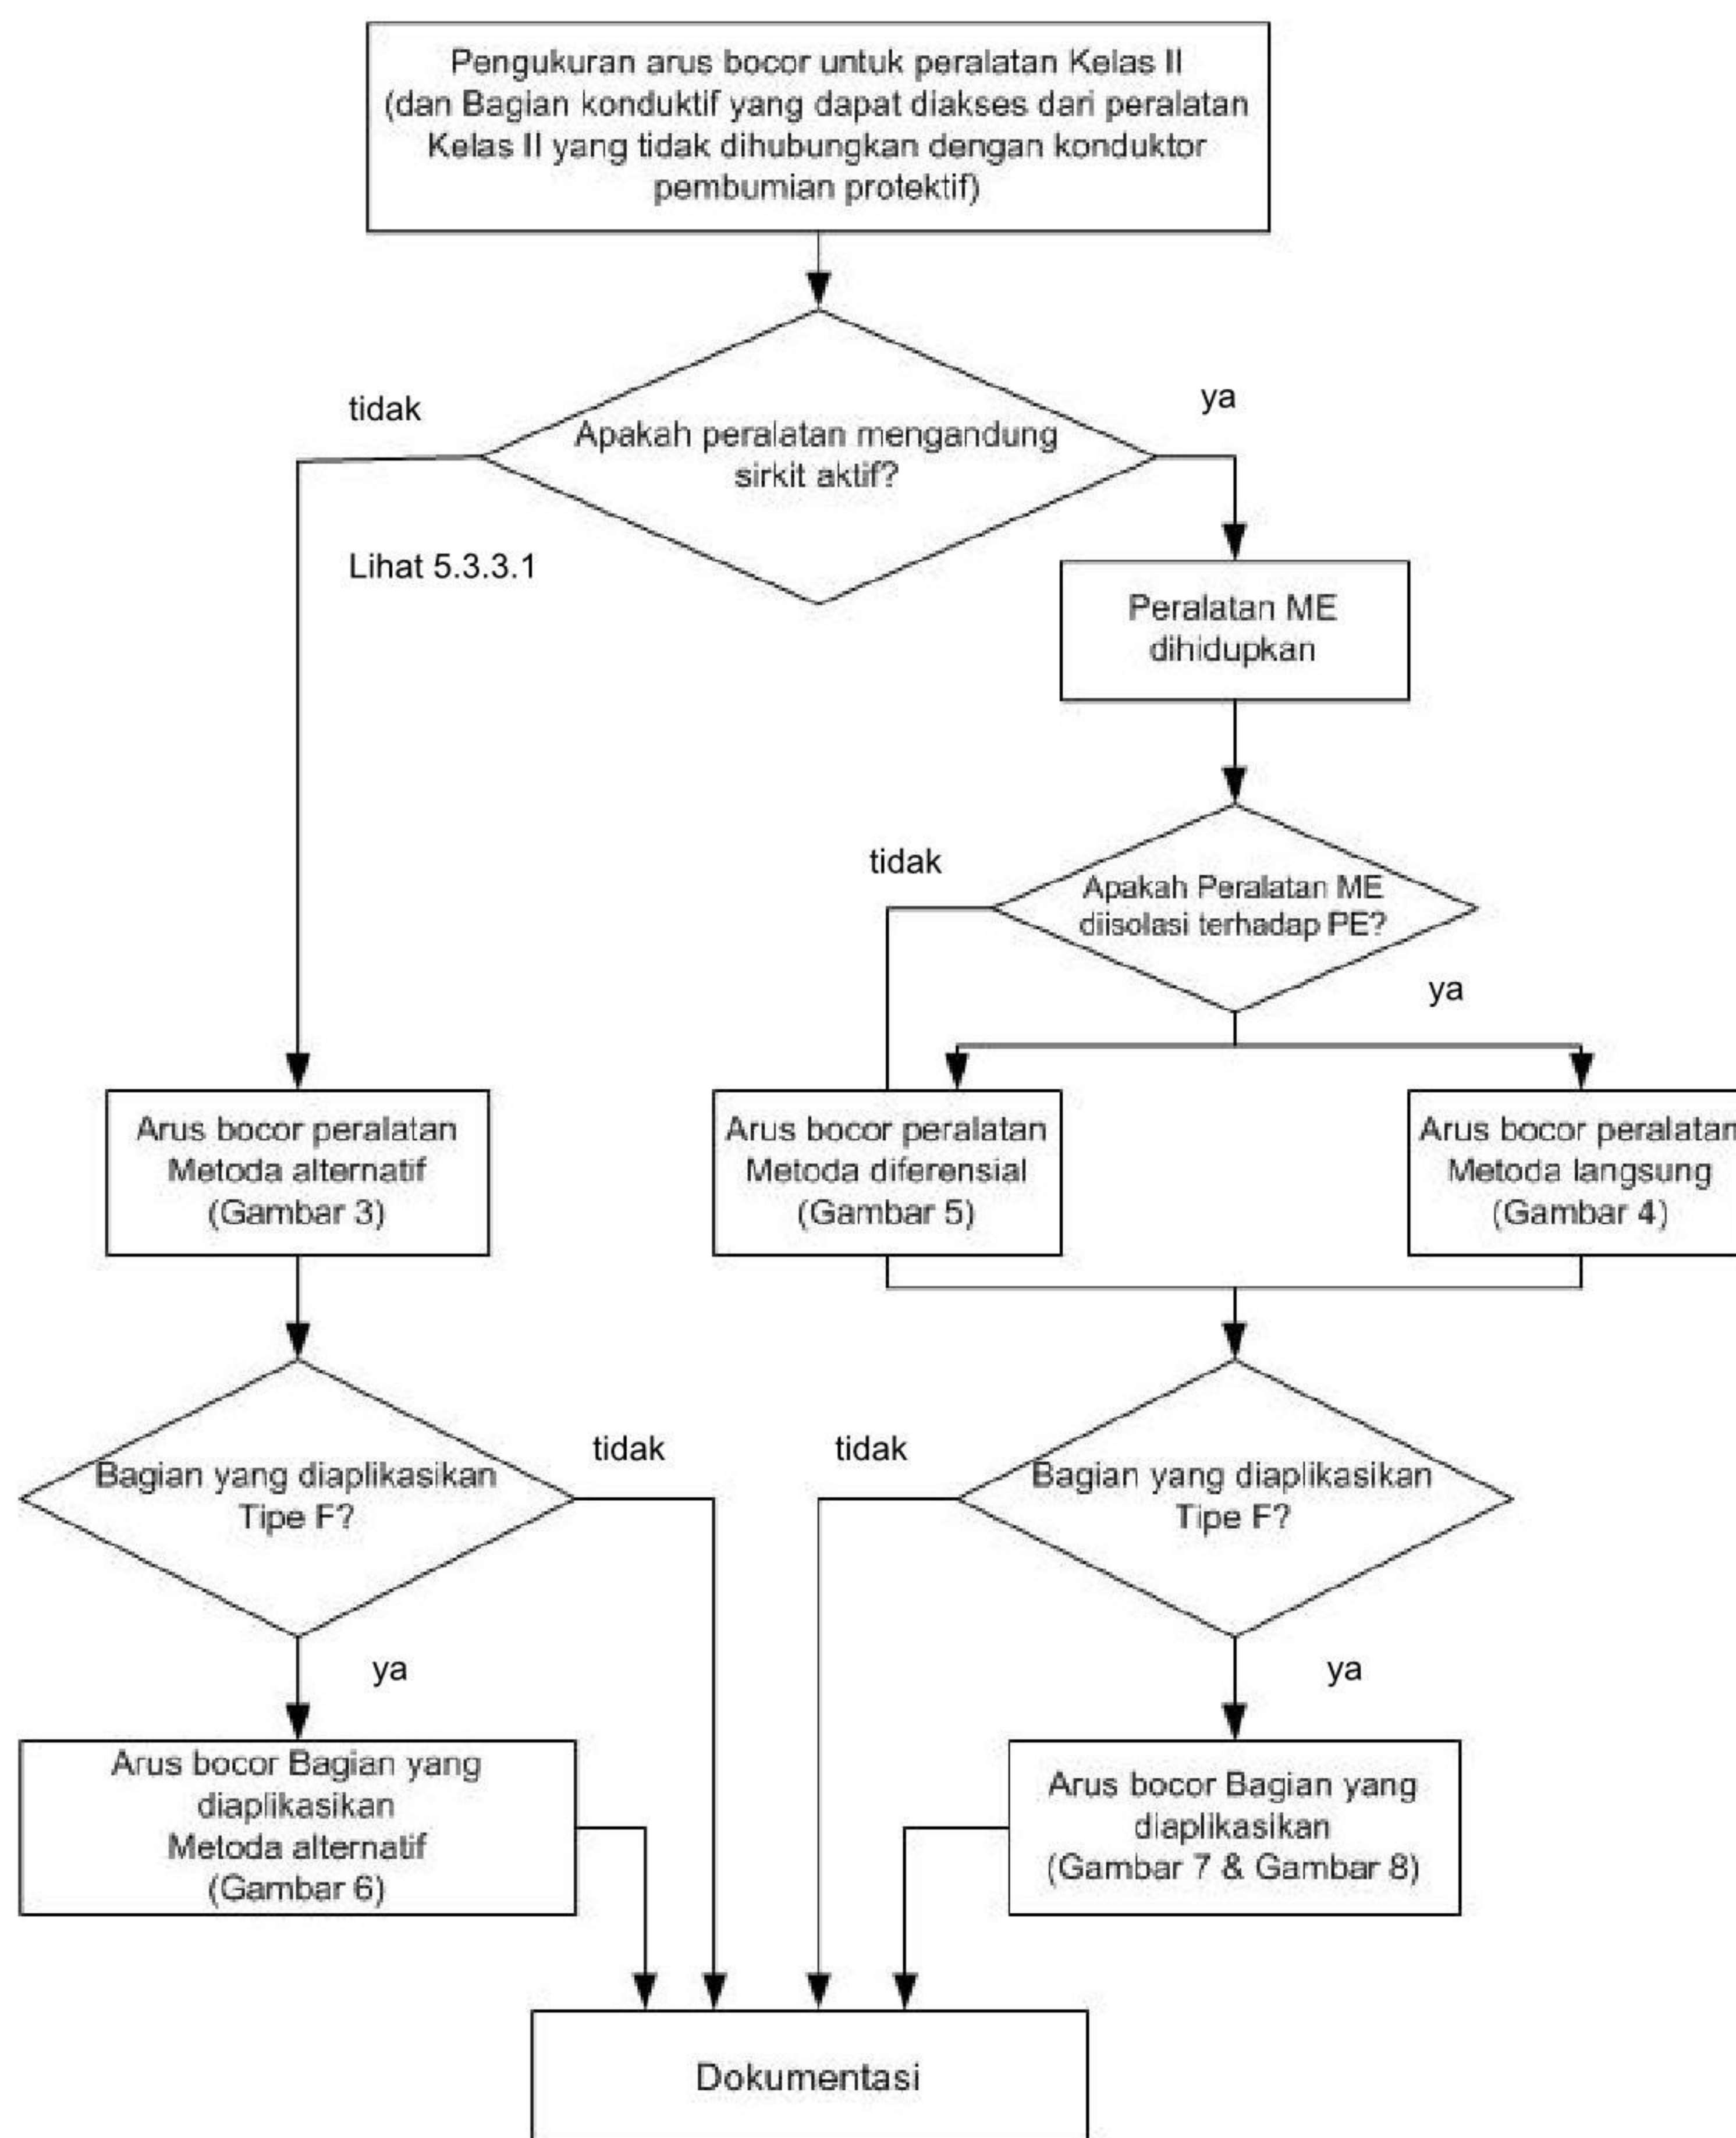 Pengukuran arus bocor untuk peralatan Kelas II
(dan Bagian konduktif yang dapat diakses dari peralatan
Kelas II yang tidak dihubungkan dengan konduktor
pembumian protektif)
tidak
ya
Apakah peralatan mengandung
sirkit aktif?
Lihat 5.3.3.1
Peralatan ME
dihidupkan
tidak
Apakah Peralatan ME
diisolasi terhadap PE?
ya
Arus bocor peralatan
Metoda alternatif
(Gambar 3)
Arus bocor peralatan
Metoda diferensial
(Gambar 5)
Arus bocor peralatan
Metoda langsung
(Gambar 4)
Bagian yang diaplikasikan
Tipe F?
tidak
tidak
Bagian yang diaplikasikan
Tipe F?
ya
ya
Arus bocor Bagian yang
diaplikasikan
Metoda alternatif
(Gambar 6)
Arus bocor Bagian yang
diaplikasikan
(Gambar 7 & Gambar 8)
Dokumentasi